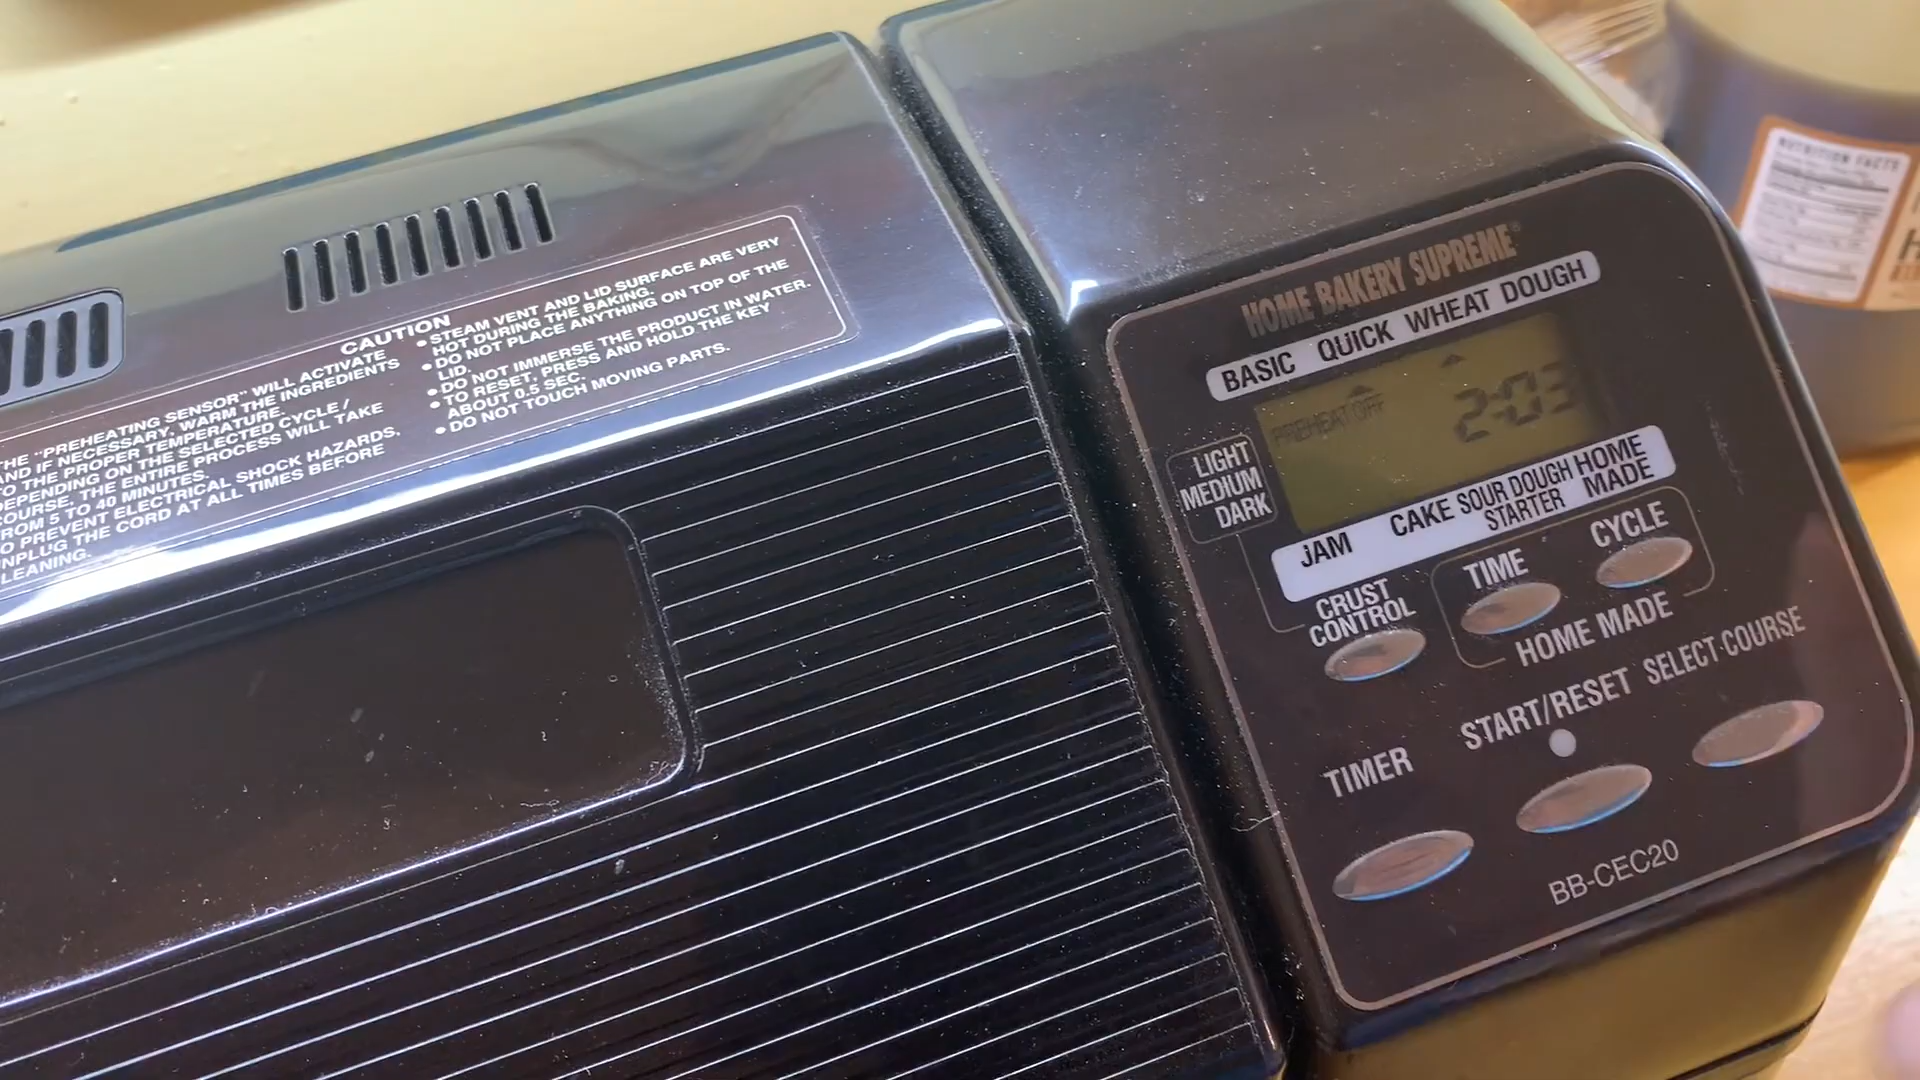 CAUTION
THE "PREHEATING SENSOR" WILL ACTIVATE
AND IF NECESSARY, WARM THE INGREDIENTS
TO THE PROPER TEMPERATURE.
DEPENDING ON THE SELECTED CYCLE /
COURSE, THE ENTIRE PROCESS WILL TAKE
FROM 5 TO 40 MINUTES.
TO PREVENT ELECTRICAL SHOCK HAZARDS,
UNPLUG THE CORD AT ALL TIMES BEFORE
CLEANING.
• STEAM VENT AND LID SURFACE ARE VERY
HOT DURING THE BAKING.
• DO NOT PLACE ANYTHING ON TOP OF THE
LID.
• DO NOT IMMERSE THE PRODUCT IN WATER.
• TO RESET, PRESS AND HOLD THE KEY
ABOUT 0.5 SEC.
• DO NOT TOUCH MOVING PARTS.
HOME BAKERY SUPREME®
BASIC QUICK WHEAT DOUGH
PREHEAT OFF 2:03
LIGHT
MEDIUM
DARK
JAM CAKE SOUR DOUGH STARTER HOME MADE
CRUST CONTROL
TIME
CYCLE
HOME MADE
TIMER
START/RESET
SELECT COURSE
BB-CEC20
NUTRITION FACTS